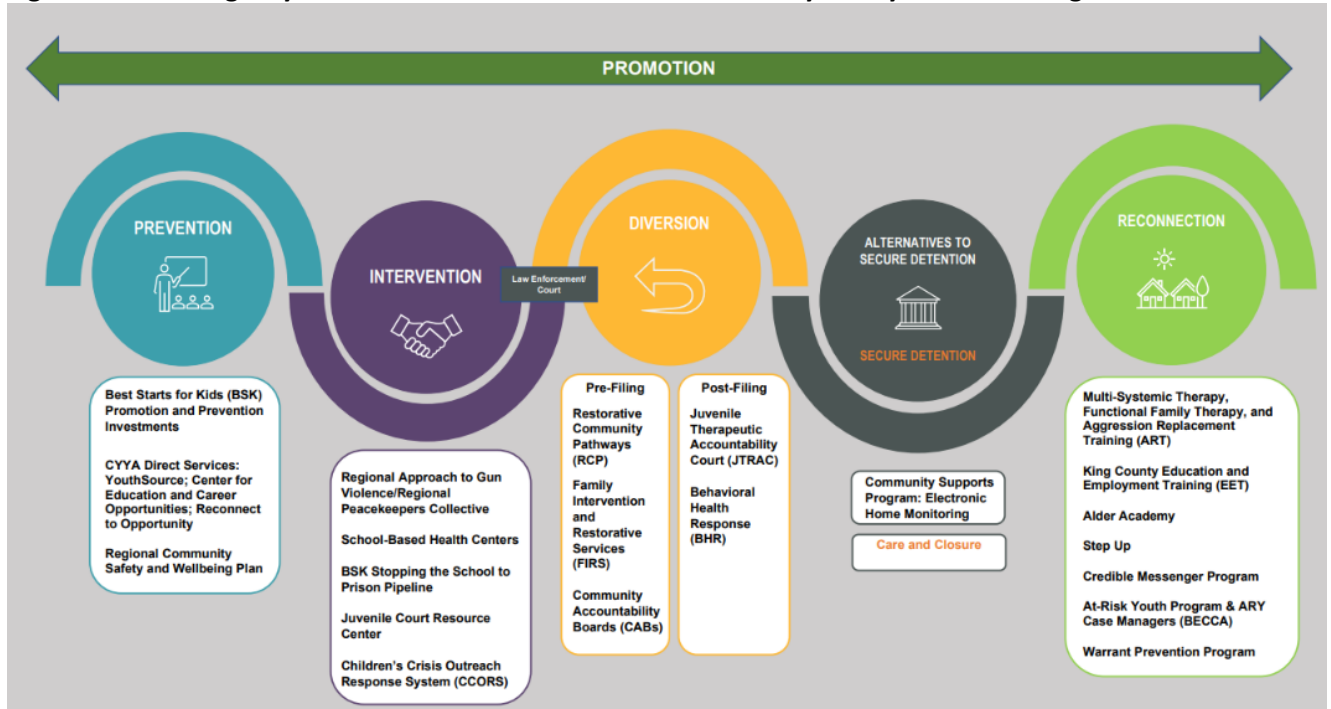 PROMOTION
PREVENTION
Best Starts for Kids (BSK)
Promotion and Prevention
Investments
CYYA Direct Services:
YouthSource; Center for
Education and Career
Opportunities; Reconnect
to Opportunity
Regional Community
Safety and Wellbeing Plan
INTERVENTION
Regional Approach to Gun
Violence/Regional
Peacekeepers Collective
School-Based Health Centers
BSK Stopping the School to
Prison Pipeline
Juvenile Court Resource
Center
Children's Crisis Outreach
Response System (CCORS)
Law Enforcement/
Court
DIVERSION
Pre-Filing
Restorative
Community
Pathways
(RCP)
Family
Intervention
and
Restorative
Services
(FIRS)
Community
Accountability
Boards (CABs)
Post-Filing
Juvenile
Therapeutic
Accountability
Court (JTRAC)
Behavioral
Health
Response
(BHR)
ALTERNATIVES TO
SECURE DETENTION
SECURE DETENTION
Community Supports
Program: Electronic
Home Monitoring
Care and Closure
RECONNECTION
Multi-Systemic Therapy,
Functional Family Therapy, and
Aggression Replacement
Training (ART)
King County Education and
Employment Training (EET)
Alder Academy
Step Up
Credible Messenger Program
At-Risk Youth Program & ARY
Case Managers (BECCA)
Warrant Prevention Program